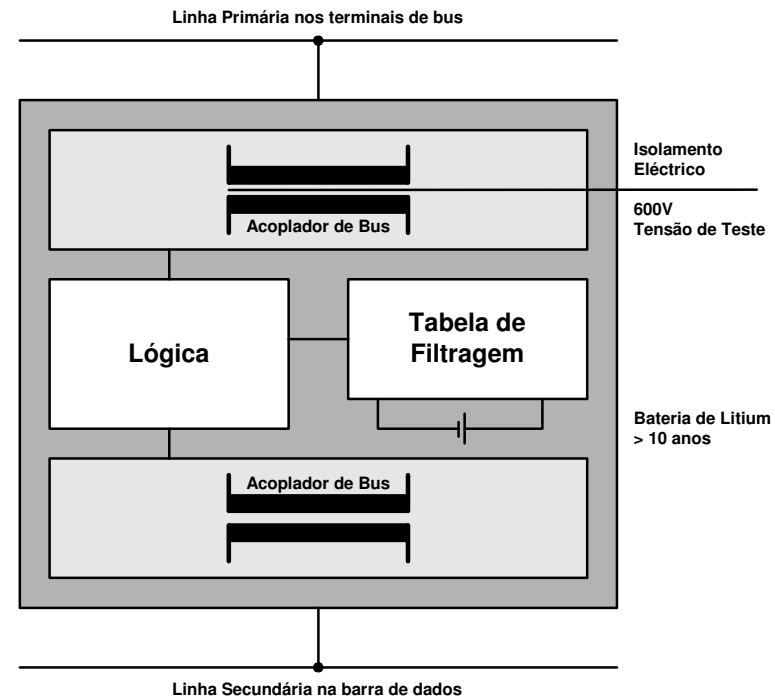 Linha Primária nos terminais de bus
Isolamento
Eléctrico
600V
Tensão de Teste
Acoplador de Bus
Lógica
Tabela de
Filtragem
Bateria de Litium
> 10 anos
Acoplador de Bus
Linha Secundária na barra de dados